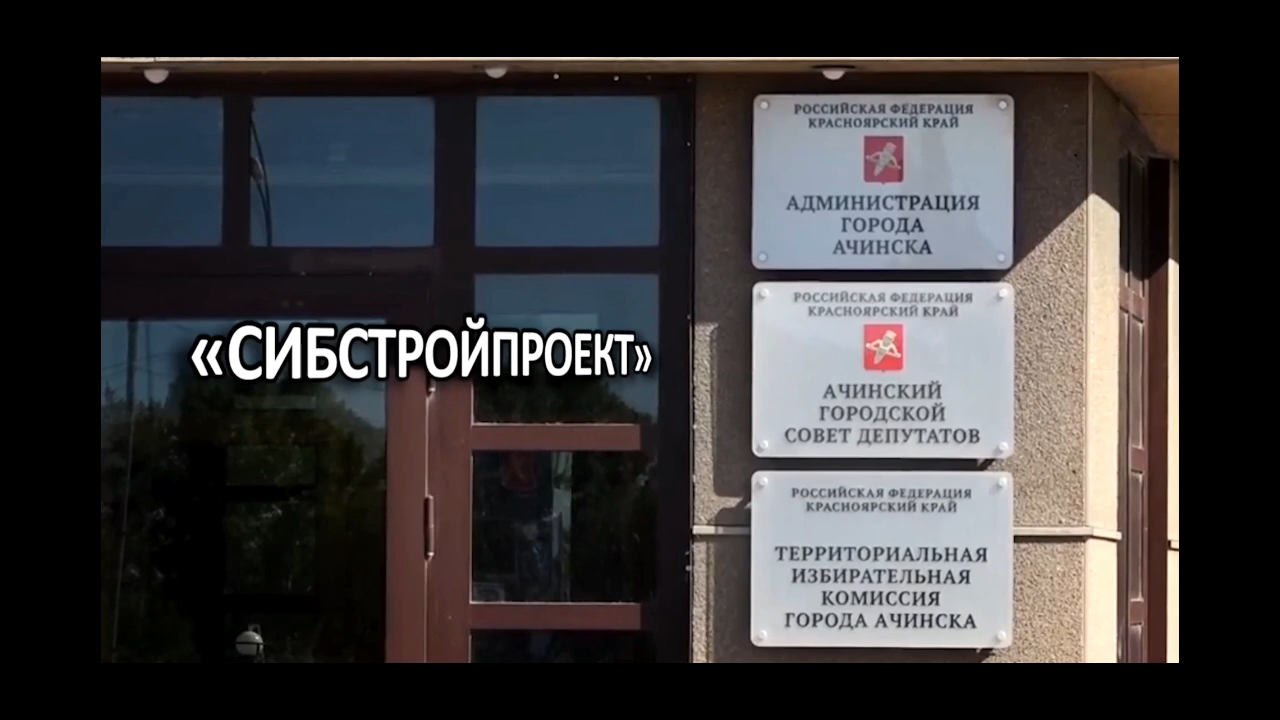 «СИБСТРОЙПРОЕКТ»
РОССИЙСКАЯ ФЕДЕРАЦИЯ
КРАСНОЯРСКИЙ КРАЙ
АДМИНИСТРАЦИЯ
ГОРОДА
АЧИНСКА
РОССИЙСКАЯ ФЕДЕРАЦИЯ
КРАСНОЯРСКИЙ КРАЙ
АЧИНСКИЙ
ГОРОДСКОЙ
СОВЕТ ДЕПУТАТОВ
РОССИЙСКАЯ ФЕДЕРАЦИЯ
КРАСНОЯРСКИЙ КРАЙ
ТЕРРИТОРИАЛЬНАЯ
ИЗБИРАТЕЛЬНАЯ
КОМИССИЯ
ГОРОДА АЧИНСКА